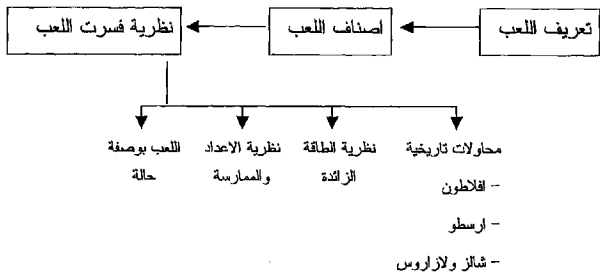 تعريف اللعب
اصناف اللعب
نظرية فسرت اللعب
محاولات تاريخية
- افلاطون
- ارسطو
- شالز ولازاروس
نظرية الطاقة
الزائدة
نظرية الاعداد
والممارسة
اللعب بوصفة
حالة